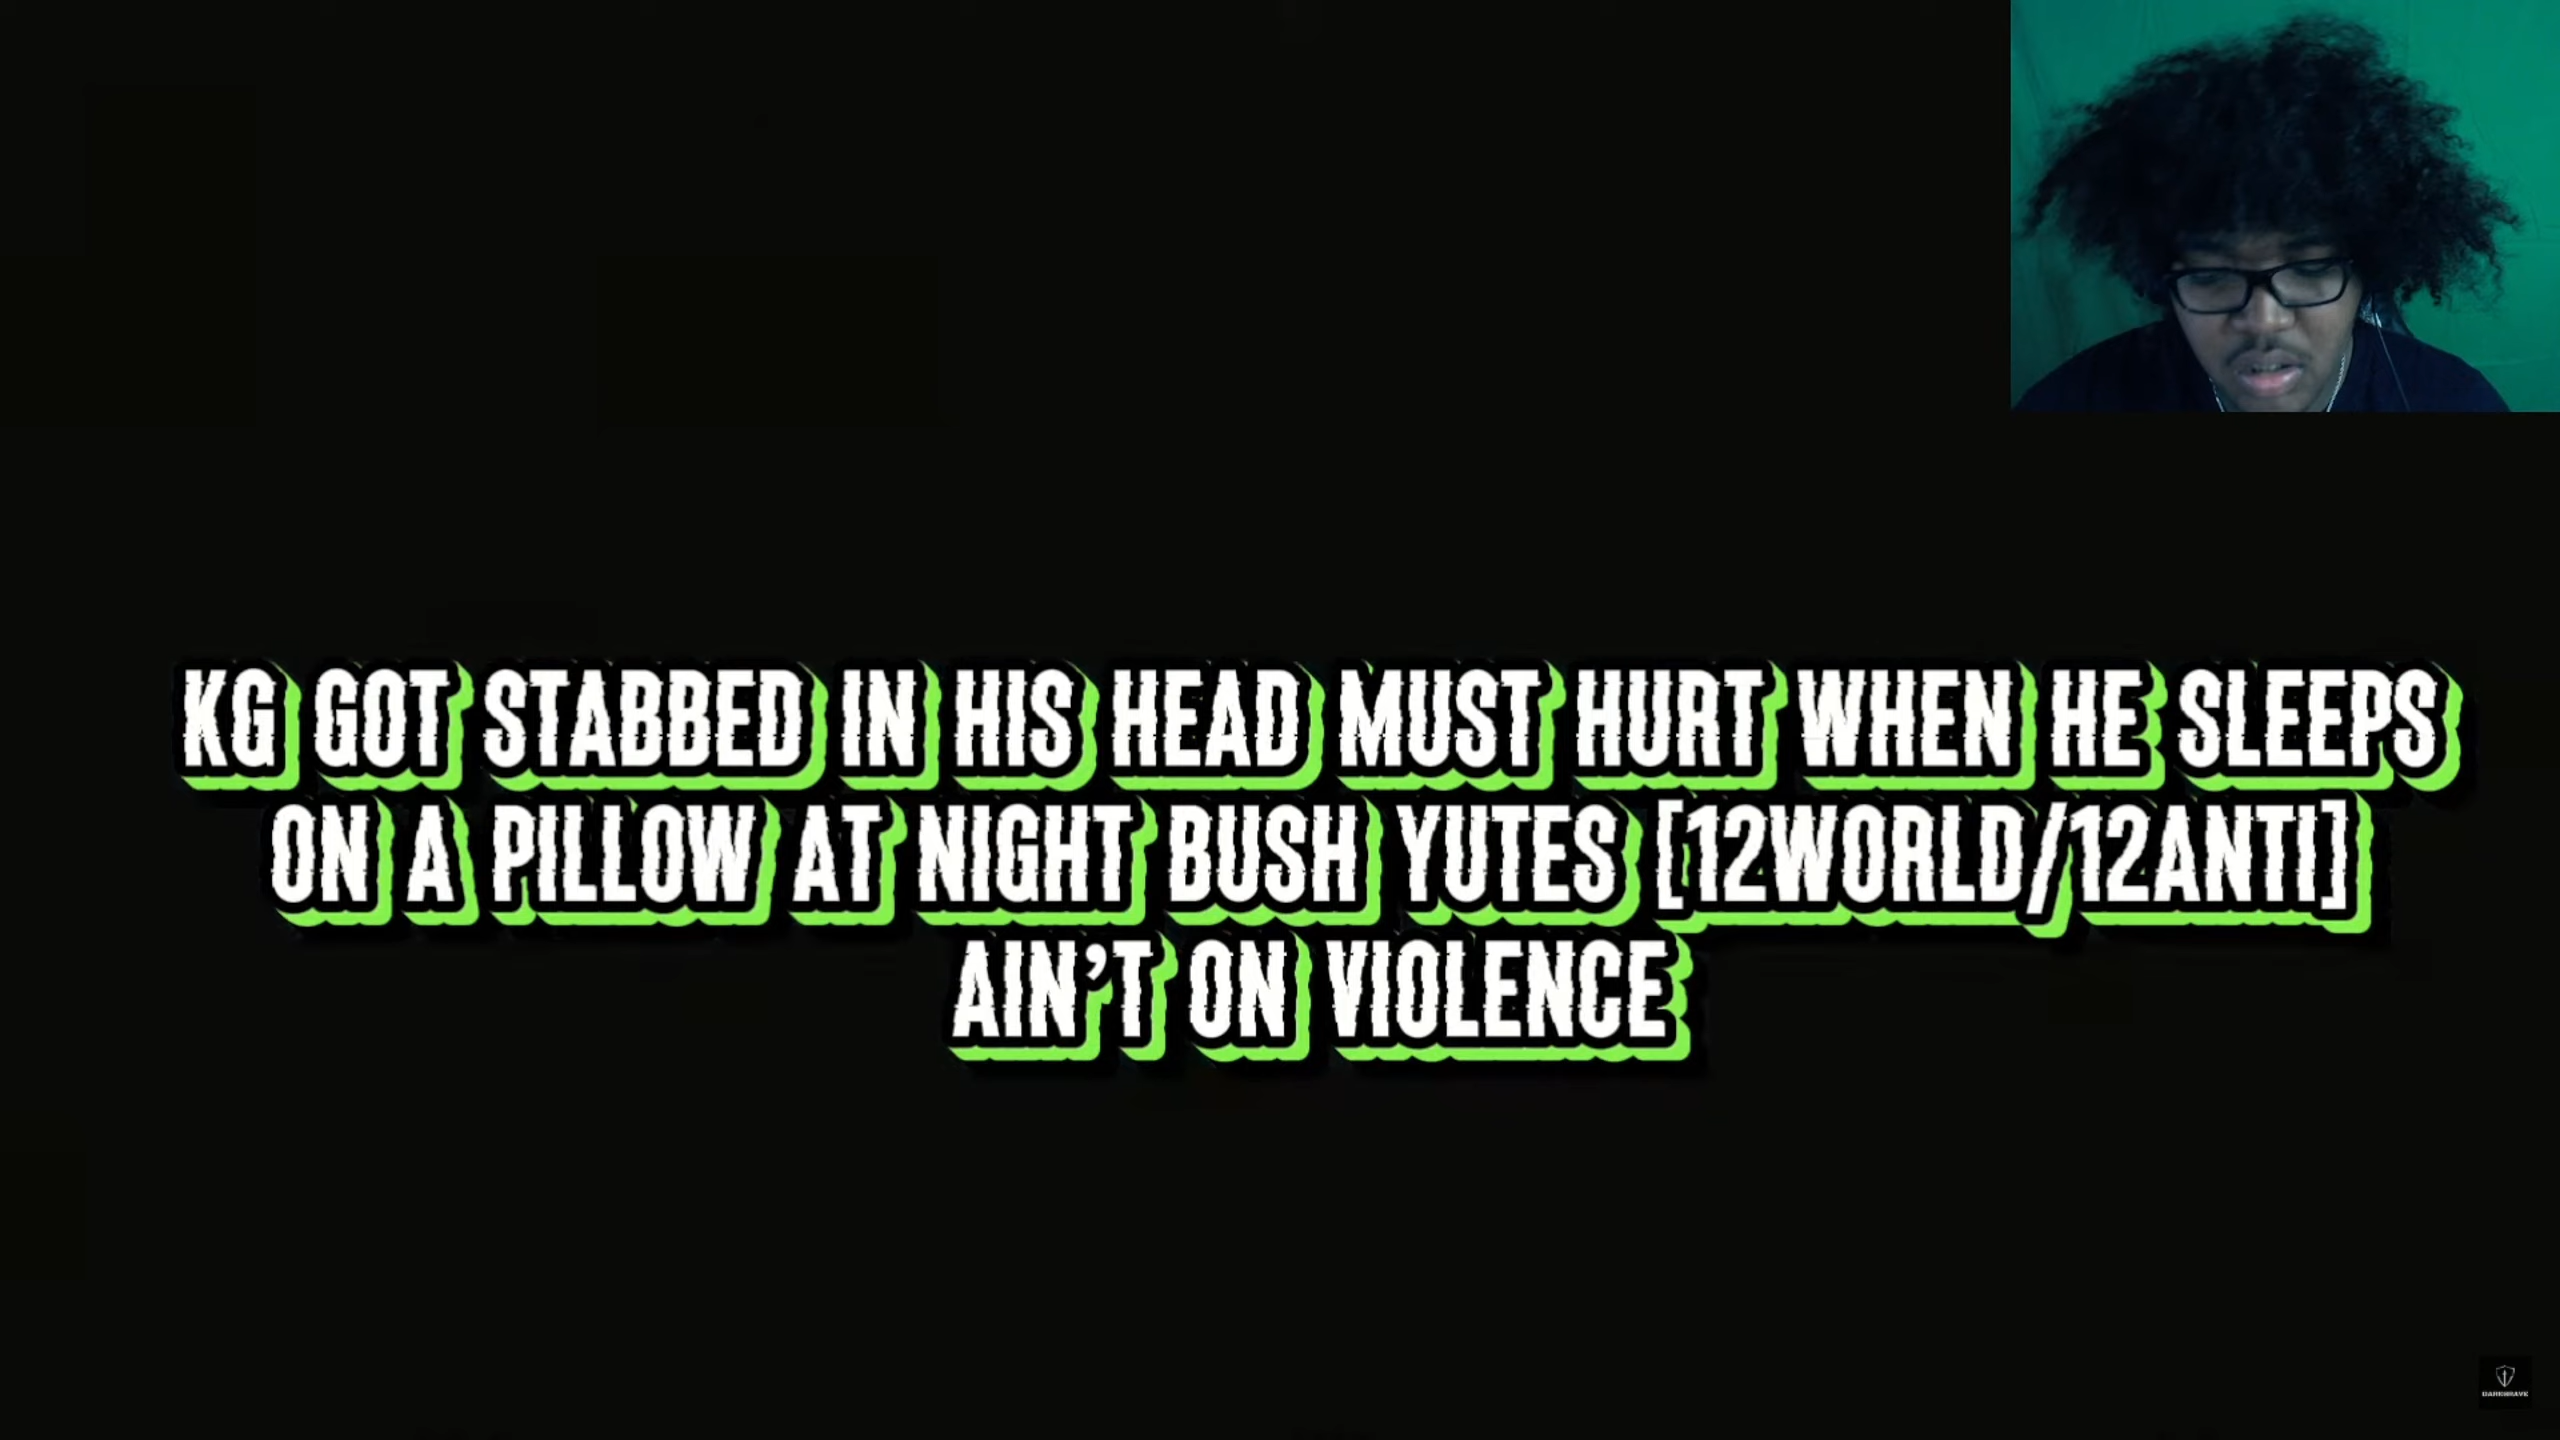 KG GOT STABBED IN HIS HEAD MUST HURT WHEN HE SLEEPS
ON A PILLOW AT NIGHT BUSH YUTES [12WORLD/12ANTI]
AIN'T ON VIOLENCE
DARKBRAVE